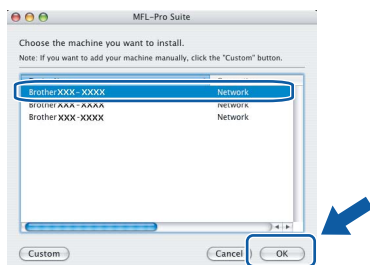 MFL-Pro Suite
Choose the machine you want to install.
Note: If you want to add your machine manually, click the "Custom" button.
Brother XXX-XXXX Network
Brother XXX-XXXX Network
Brother XXX-XXXX Network
Custom Cancel OK